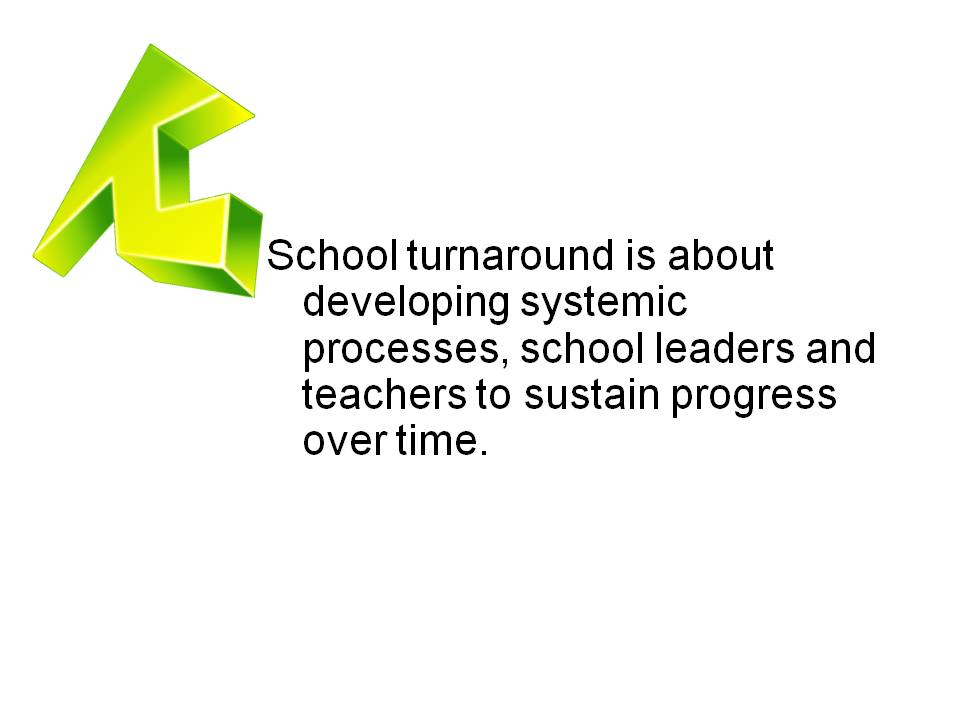 School turnaround is about
developing systemic
processes, school leaders and
teachers to sustain progress
over time.